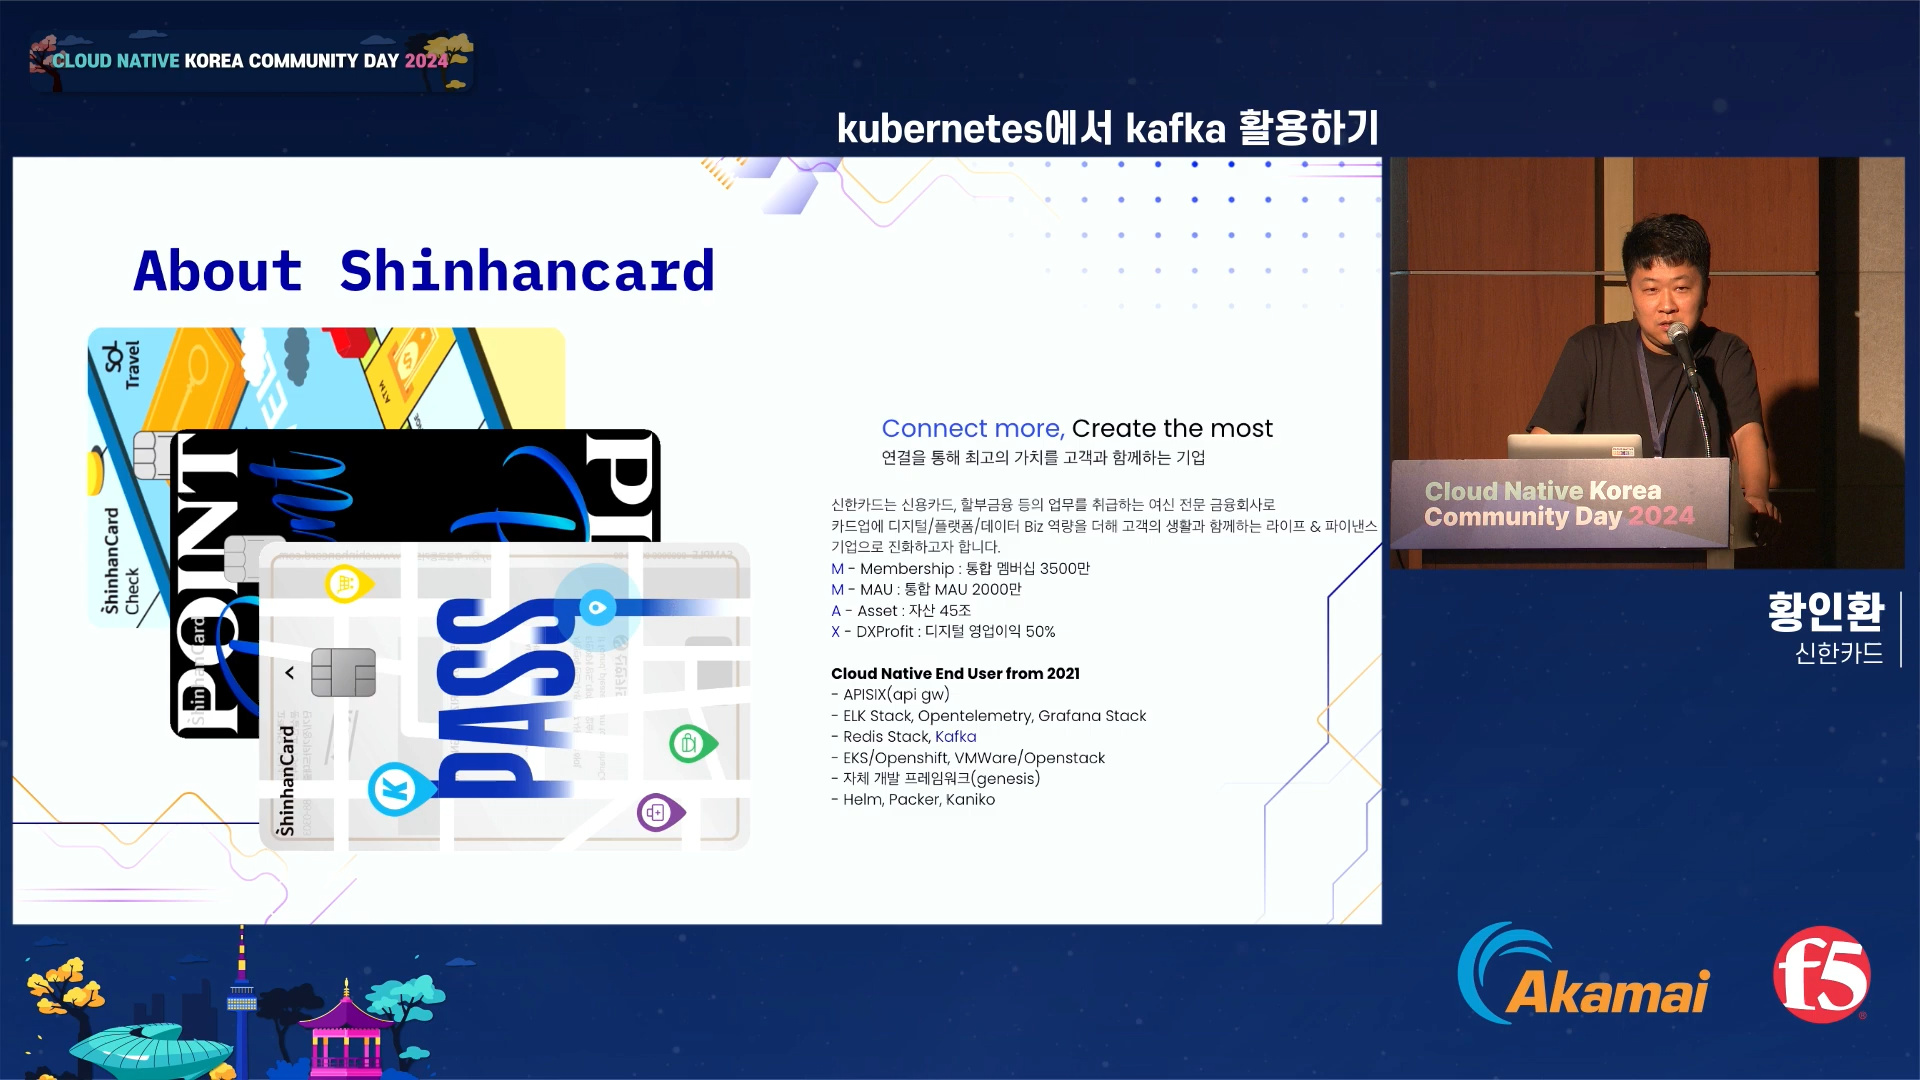 CLOUD NATIVE KOREA COMMUNITY DAY 2024
kubernetes에서 kafka 활용하기
About Shinhancard
SOL
Travel
ShinhanCard
Check
POINT
ShinhanCard
PASS
K
ShinhanCard
ATM
Connect more, Create the most
연결을 통해 최고의 가치를 고객과 함께하는 기업
신한카드는 신용카드, 할부금융 등의 업무를 취급하는 여신 전문 금융회사로
카드업에 디지털/플랫폼/데이터 Biz 역량을 더해 고객의 생활과 함께하는 라이프 & 파이낸스
기업으로 진화하고자 합니다.
M - Membership : 통합 멤버십 3500만
M - MAU : 통합 MAU 2000만
A - Asset : 자산 45조
X - DXProfit : 디지털 영업이익 50%
Cloud Native End User from 2021
- APISIX(api gw)
- ELK Stack, Opentelemetry, Grafana Stack
- Redis Stack, Kafka
- EKS/Openshift, VMWare/Openstack
- 자체 개발 프레임워크(genesis)
- Helm, Packer, Kaniko
Cloud Native Korea
Community Day 2024
황인환
신한카드
Akamai
f5